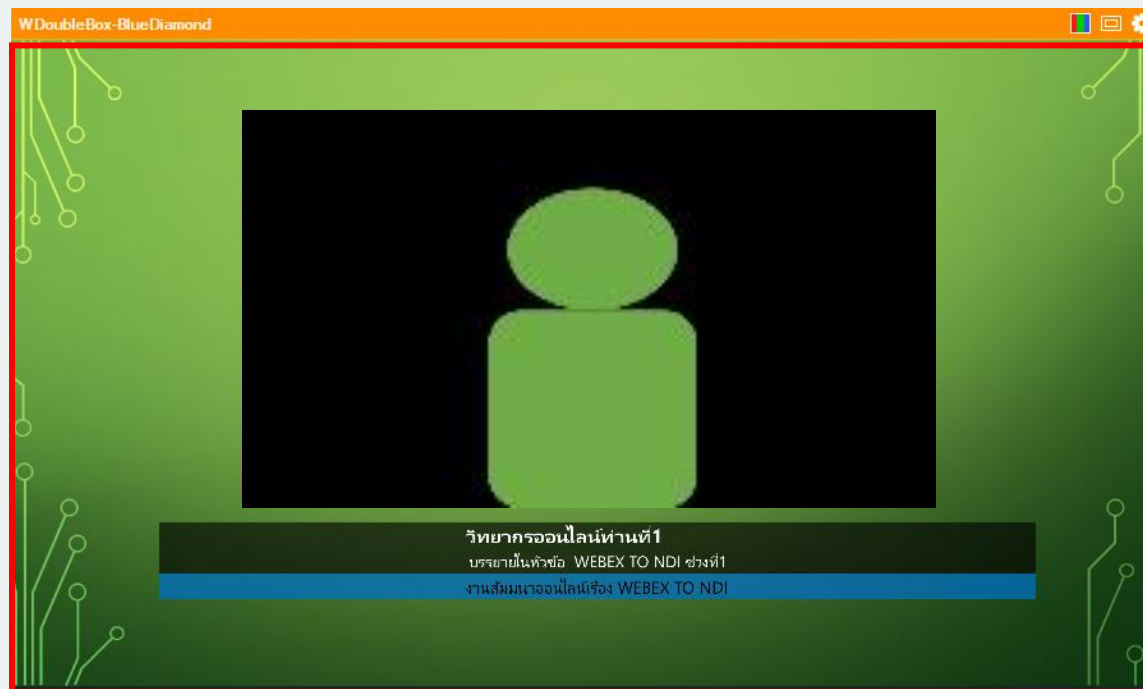 WDoubleBox-BlueDiamond
วิทยากรออนไลน์ท่านที่1
บรรยายในหัวข้อ WEBEX TO NDI ช่วงที่1
งานสัมมนาออนไลน์เรื่อง WEBEX TO NDI